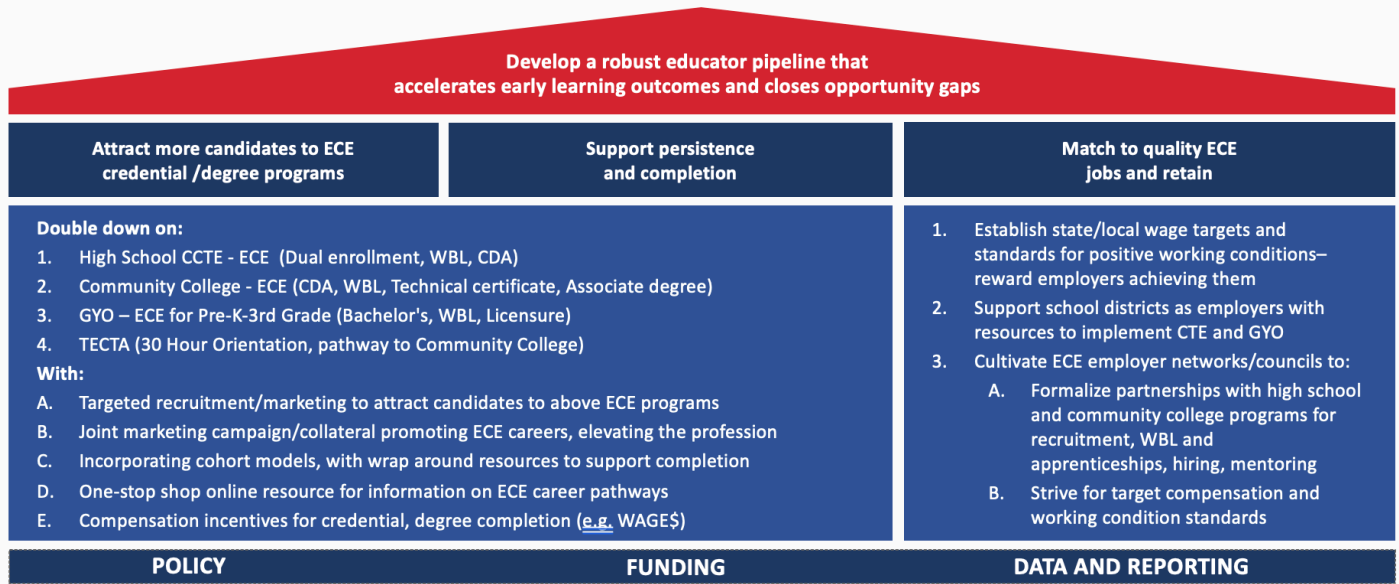 Develop a robust educator pipeline that
accelerates early learning outcomes and closes opportunity gaps
Attract more candidates to ECE
credential /degree programs
Support persistence
and completion
Match to quality ECE
jobs and retain
Double down on:
1. High School CCTE - ECE (Dual enrollment, WBL, CDA)
2. Community College - ECE (CDA, WBL, Technical certificate, Associate degree)
3. GYO – ECE for Pre-K-3rd Grade (Bachelor's, WBL, Licensure)
4. TECTA (30 Hour Orientation, pathway to Community College)
With:
A. Targeted recruitment/marketing to attract candidates to above ECE programs
B. Joint marketing campaign/collateral promoting ECE careers, elevating the profession
C. Incorporating cohort models, with wrap around resources to support completion
D. One-stop shop online resource for information on ECE career pathways
E. Compensation incentives for credential, degree completion (e.g. WAGE$)
1. Establish state/local wage targets and
standards for positive working conditions–
reward employers achieving them
2. Support school districts as employers with
resources to implement CTE and GYO
3. Cultivate ECE employer networks/councils to:
A. Formalize partnerships with high school
and community college programs for
recruitment, WBL and
apprenticeships, hiring, mentoring
B. Strive for target compensation and
working condition standards
POLICY
FUNDING
DATA AND REPORTING